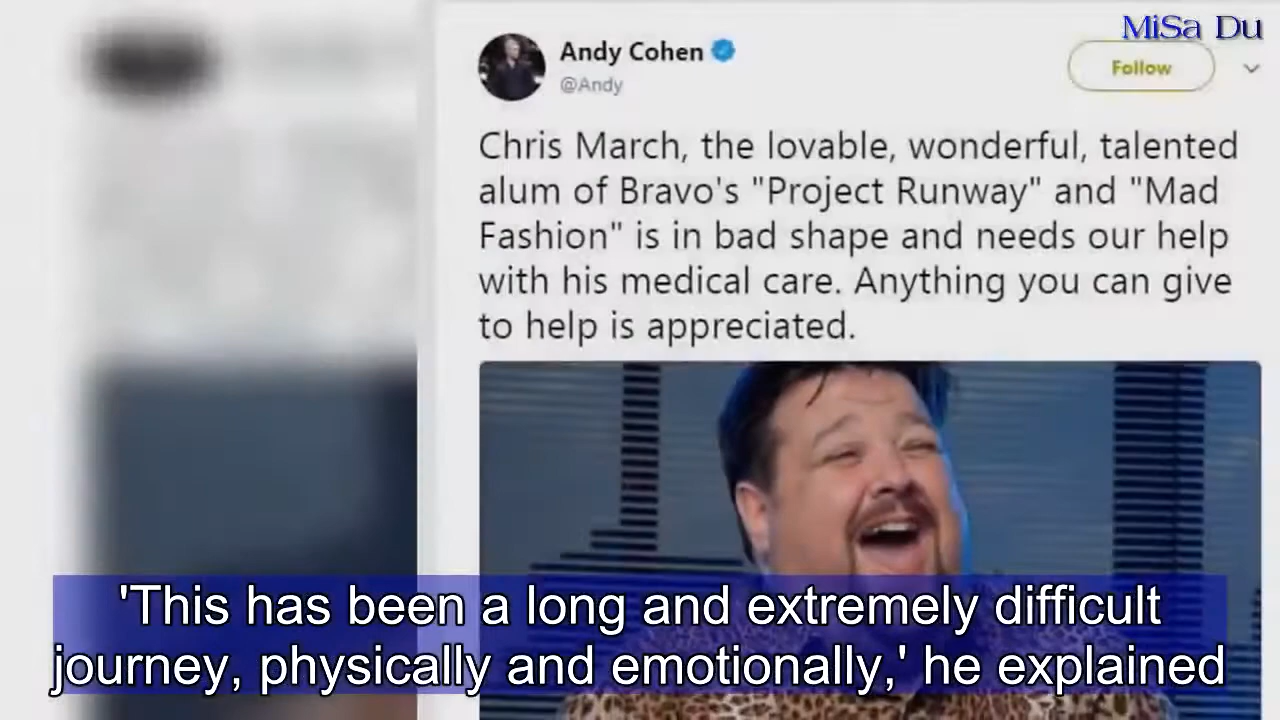 MiSa Du
Andy Cohen
@Andy
Follow
Chris March, the lovable, wonderful, talented
alum of Bravo's "Project Runway" and "Mad
Fashion" is in bad shape and needs our help
with his medical care. Anything you can give
to help is appreciated.
'This has been a long and extremely difficult
journey, physically and emotionally,' he explained